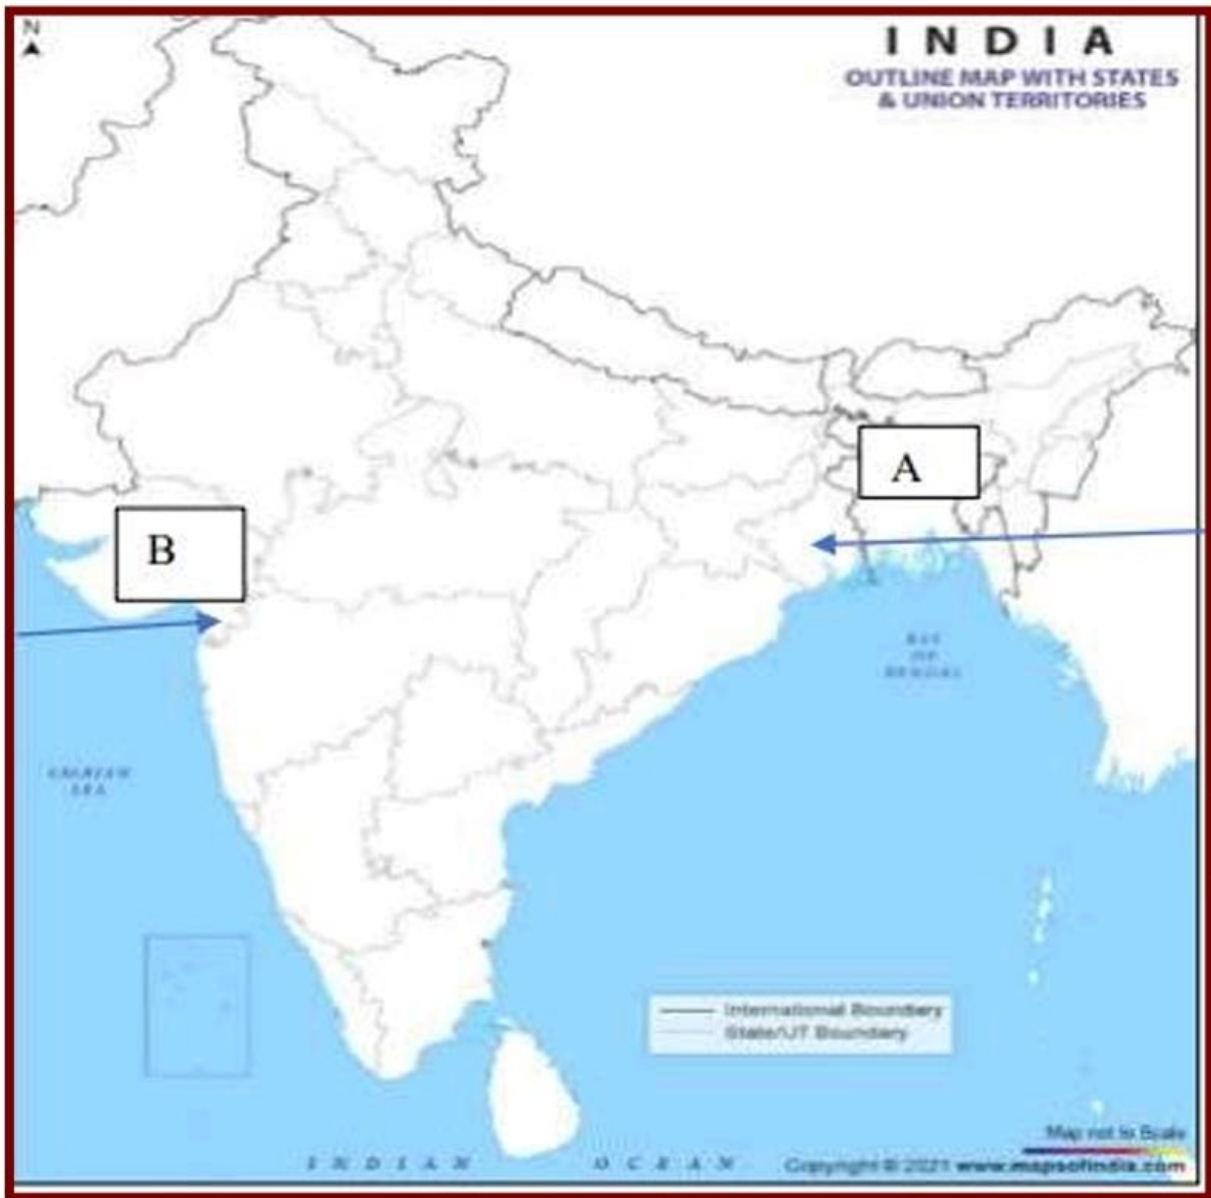 N
INDIA
OUTLINE MAP WITH STATES
& UNION TERRITORIES
A
B
BAY
OF
BENGAL
ARABIAN
SEA
International Boundary
State/UT Boundary
Map not to Scale
INDIAN OCEAN
Copyright © 2021 www.mapsofindia.com